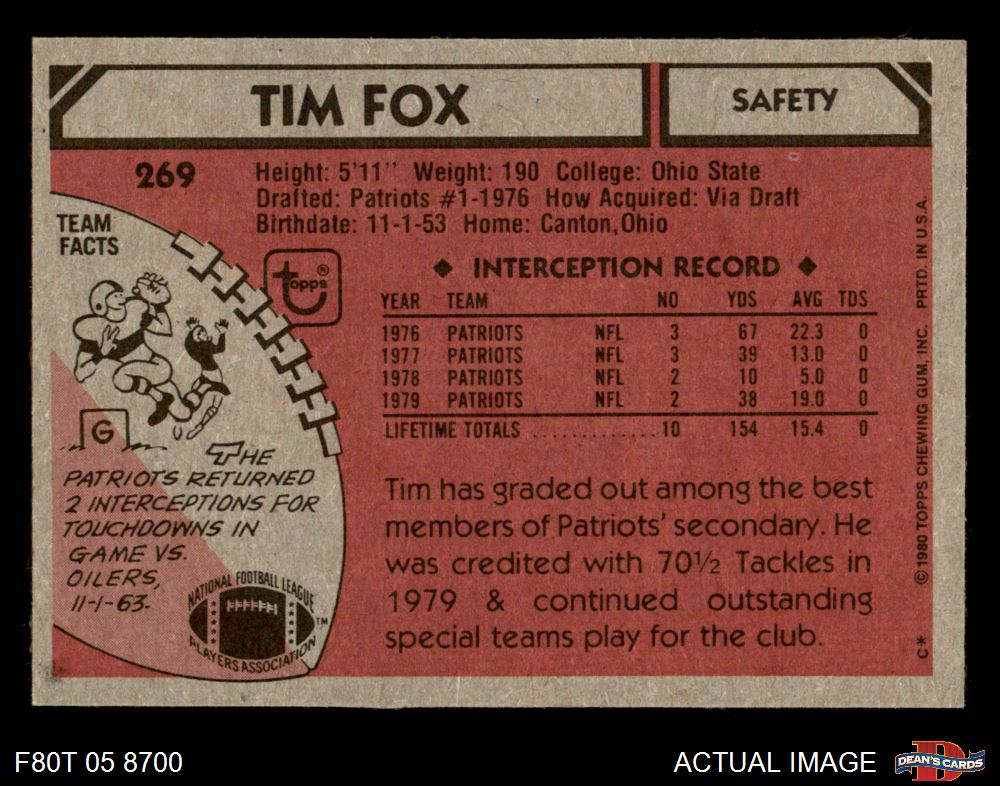 TIM FOX
SAFETY
269
Height: 5'11" Weight: 190 College: Ohio State
Drafted: Patriots #1-1976 How Acquired: Via Draft
Birthdate: 11-1-53 Home: Canton, Ohio
TEAM
FACTS
topps®
◆ INTERCEPTION RECORD ◆
YEAR TEAM NO YDS AVG TDS
1976 PATRIOTS NFL 3 67 22.3 0
1977 PATRIOTS NFL 3 39 13.0 0
1978 PATRIOTS NFL 2 10 5.0 0
1979 PATRIOTS NFL 2 38 19.0 0
LIFETIME TOTALS ............. 10 154 15.4 0
G
THE
PATRIOTS RETURNED
2 INTERCEPTIONS FOR
TOUCHDOWNS IN
GAME VS.
OILERS,
11-1-63.
NATIONAL FOOTBALL LEAGUE
PLAYERS ASSOCIATION
TM
Tim has graded out among the best
members of Patriots' secondary. He
was credited with 70½ Tackles in
1979 & continued outstanding
special teams play for the club.
C* © 1980 TOPPS CHEWING GUM, INC. PRTD. IN U.S.A.
F80T 05 8700
ACTUAL IMAGE
D
DEAN'S CARDS